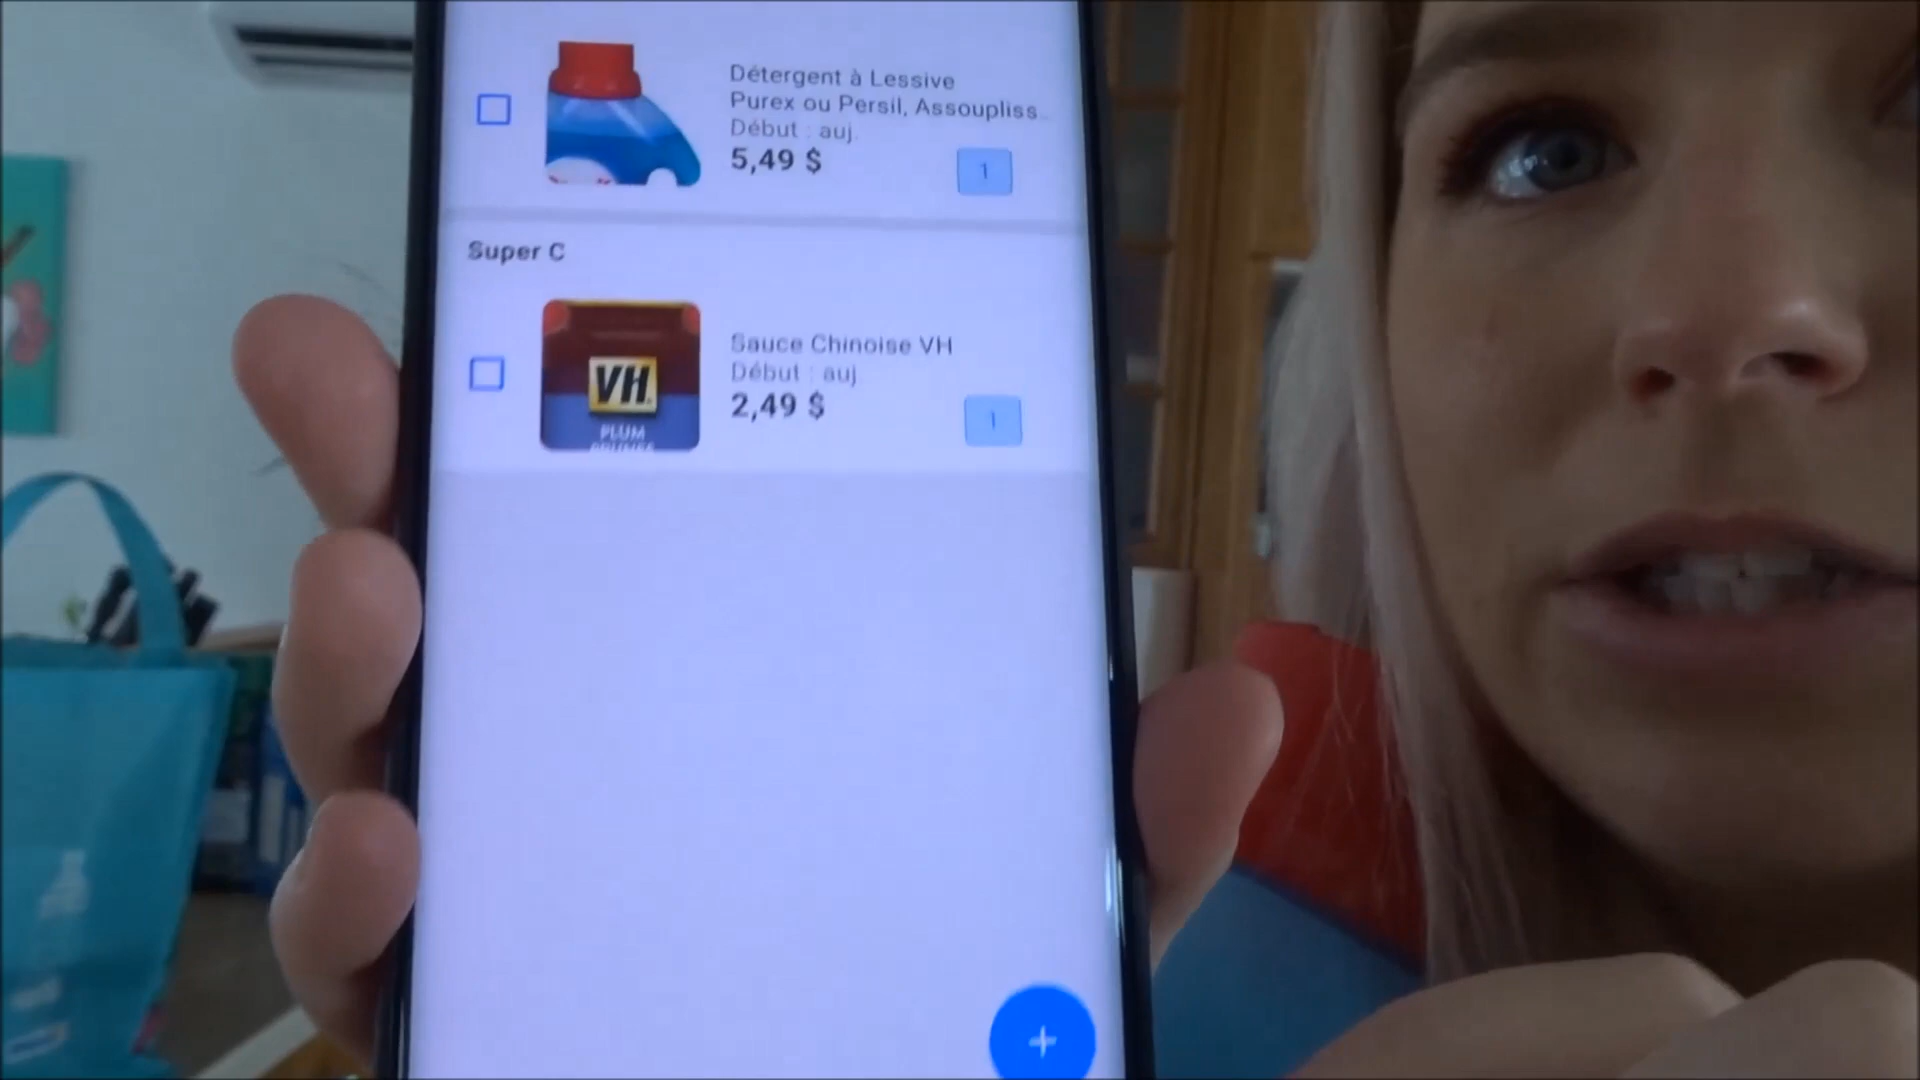 Détergent à Lessive
Purex ou Persil, Assoupliss...
Début : auj.
5,49 $
1
Super C
Sauce Chinoise VH
Début : auj
2,49 $
1
VH
PLUM
+